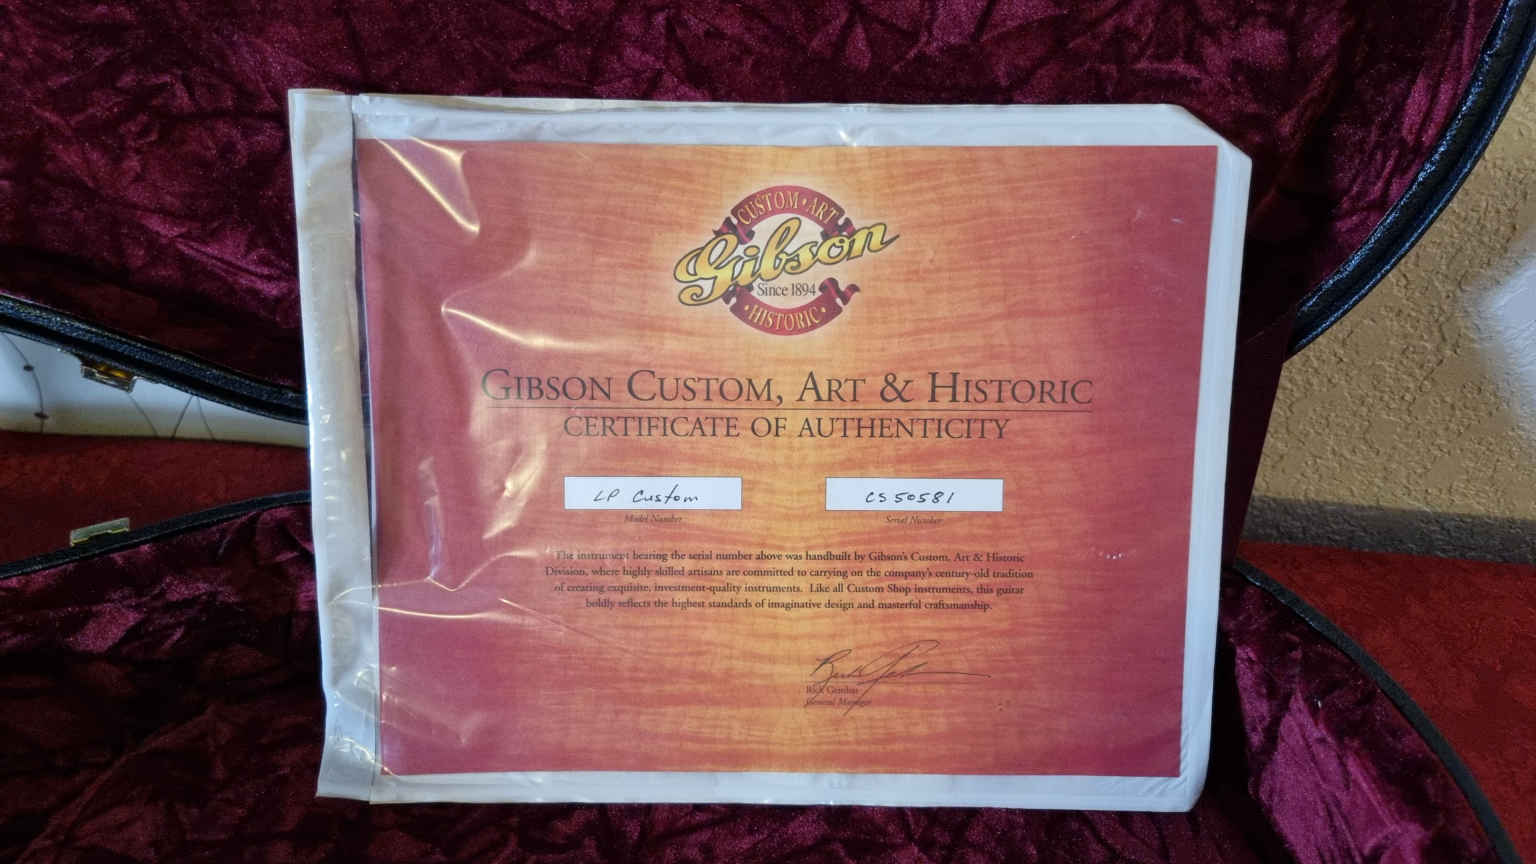 CUSTOM • ART
Gibson
Since 1894
• HISTORIC •
GIBSON CUSTOM, ART & HISTORIC
CERTIFICATE OF AUTHENTICITY
LP Custom
CS 50581
Model Number
Serial Number
The instrument bearing the serial number above was handbuilt by Gibson's Custom, Art & Historic
Division, where highly skilled artisans are committed to carrying on the company's century-old tradition
of creating exquisite, investment-quality instruments. Like all Custom Shop instruments, this guitar
boldly reflects the highest standards of imaginative design and masterful craftsmanship.
Rick Gembar
General Manager